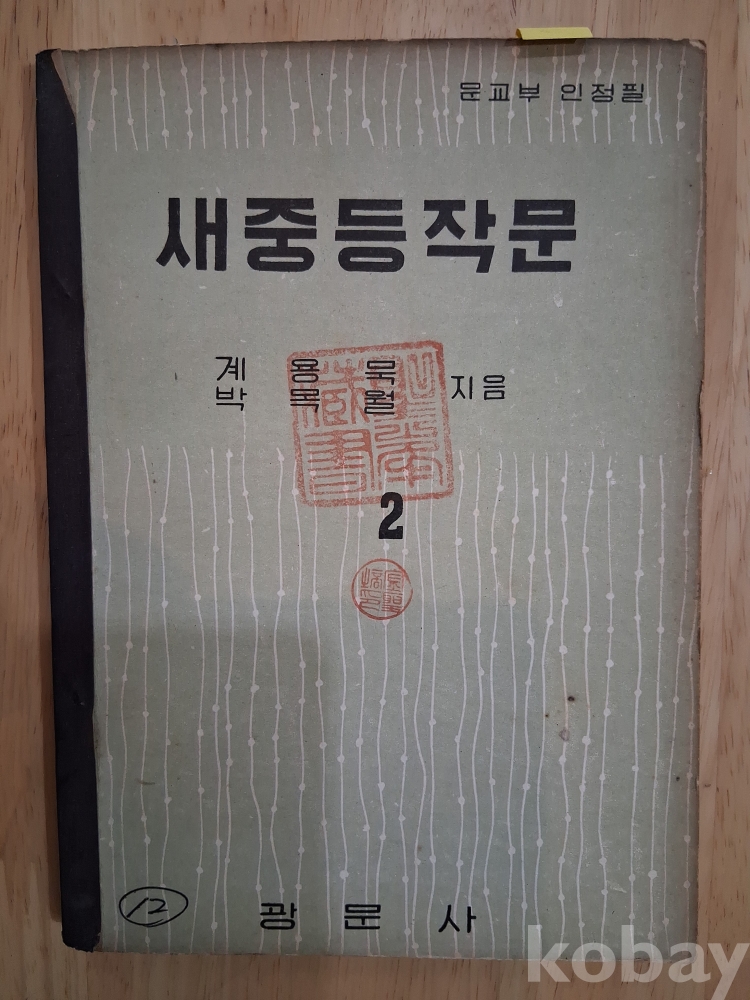 문교부 인정필
새중등작문
계용묵
박목월 지음
2
12
광문사
kobay